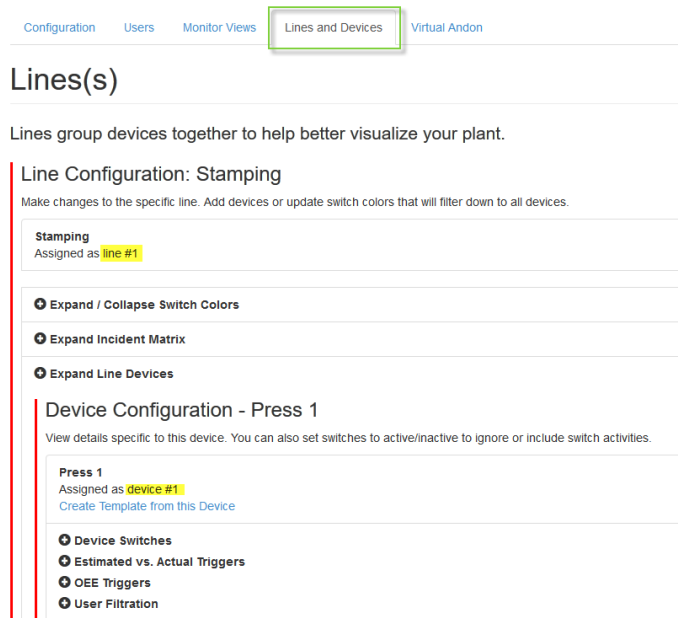 Configuration Users Monitor Views Lines and Devices Virtual Andon
Lines(s)
Lines group devices together to help better visualize your plant.
Line Configuration: Stamping
Make changes to the specific line. Add devices or update switch colors that will filter down to all devices.
Stamping
Assigned as line #1
Expand / Collapse Switch Colors
Expand Incident Matrix
Expand Line Devices
Device Configuration - Press 1
View details specific to this device. You can also set switches to active/inactive to ignore or include switch activities.
Press 1
Assigned as device #1
Create Template from this Device
Device Switches
Estimated vs. Actual Triggers
OEE Triggers
User Filtration